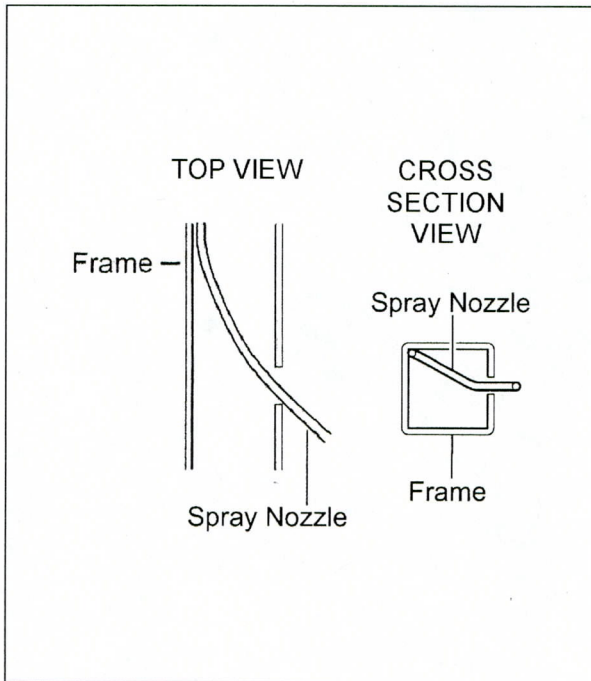 TOP VIEW
CROSS
SECTION
VIEW
Frame
Spray Nozzle
Spray Nozzle
Frame